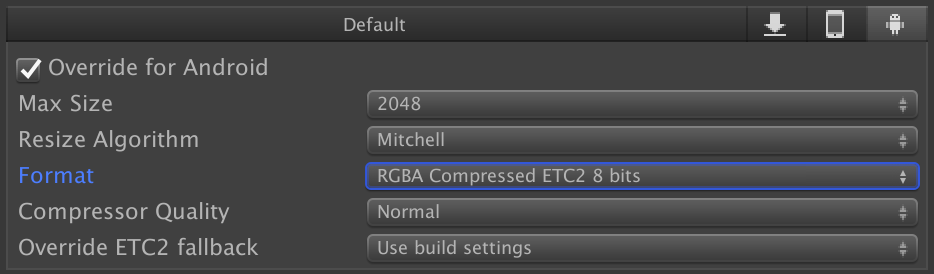 Default
Override for Android
Max Size 2048
Resize Algorithm Mitchell
Format RGBA Compressed ETC2 8 bits
Compressor Quality Normal
Override ETC2 fallback Use build settings